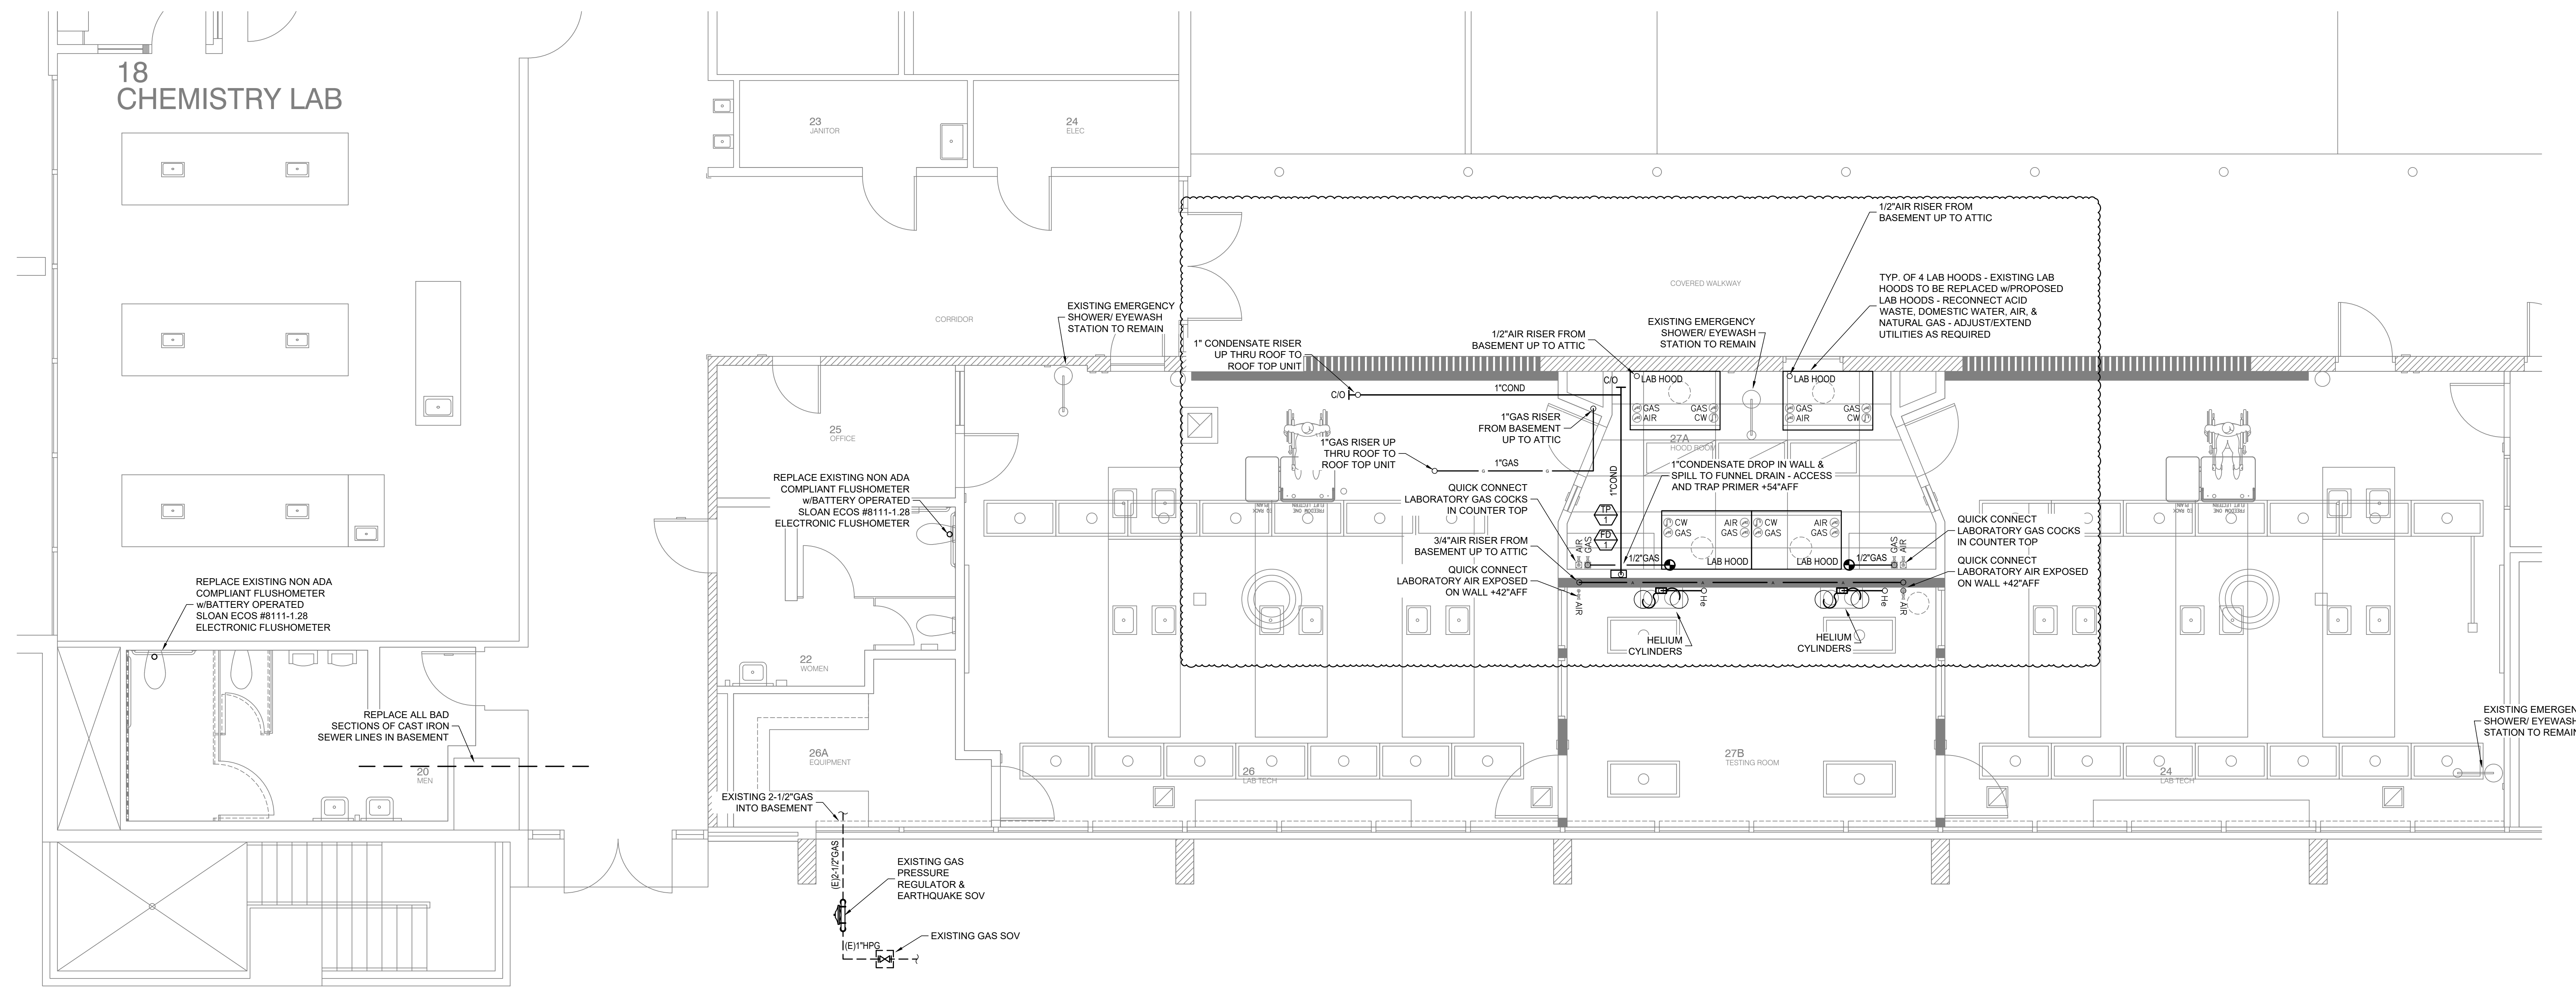 18
CHEMISTRY LAB
23
JANITOR
24
ELEC
CORRIDOR
COVERED WALKWAY
1/2"AIR RISER FROM
BASEMENT UP TO ATTIC
TYP. OF 4 LAB HOODS - EXISTING LAB
HOODS TO BE REPLACED w/PROPOSED
LAB HOODS - RECONNECT ACID
WASTE, DOMESTIC WATER, AIR, &
NATURAL GAS - ADJUST/EXTEND
UTILITIES AS REQUIRED
EXISTING EMERGENCY
SHOWER/ EYEWASH
STATION TO REMAIN
1" CONDENSATE RISER
UP THRU ROOF TO
ROOF TOP UNIT
1/2"AIR RISER FROM
BASEMENT UP TO ATTIC
EXISTING EMERGENCY
SHOWER/ EYEWASH
STATION TO REMAIN
C/O
1"COND
C/O
LAB HOOD
GAS
AIR
GAS
CW
LAB HOOD
GAS
AIR
GAS
CW
1"GAS RISER
FROM BASEMENT
UP TO ATTIC
1"GAS RISER UP
THRU ROOF TO
ROOF TOP UNIT
1"GAS
1"COND
27A
HOOD ROOM
1"CONDENSATE DROP IN WALL &
SPILL TO FUNNEL DRAIN - ACCESS
AND TRAP PRIMER +54"AFF
QUICK CONNECT
LABORATORY GAS COCKS
IN COUNTER TOP
TP
1
FD
1
3/4"AIR RISER FROM
BASEMENT UP TO ATTIC
QUICK CONNECT
LABORATORY AIR EXPOSED
ON WALL +42"AFF
AIR
GAS
1/2"GAS
CW
GAS
AIR
GAS
LAB HOOD
CW
GAS
AIR
GAS
LAB HOOD
1/2"GAS
GAS
AIR
QUICK CONNECT
LABORATORY GAS COCKS
IN COUNTER TOP
QUICK CONNECT
LABORATORY AIR EXPOSED
ON WALL +42"AFF
AIR
He
He
AIR
HELIUM
CYLINDERS
HELIUM
CYLINDERS
25
OFFICE
REPLACE EXISTING NON ADA
COMPLIANT FLUSHOMETER
w/BATTERY OPERATED
SLOAN ECOS #8111-1.28
ELECTRONIC FLUSHOMETER
REPLACE EXISTING NON ADA
COMPLIANT FLUSHOMETER
w/BATTERY OPERATED
SLOAN ECOS #8111-1.28
ELECTRONIC FLUSHOMETER
22
WOMEN
REPLACE ALL BAD
SECTIONS OF CAST IRON
SEWER LINES IN BASEMENT
20
MEN
26A
EQUIPMENT
26
LAB TECH
27B
TESTING ROOM
24
LAB TECH
EXISTING EMERGEN
SHOWER/ EYEWASH
STATION TO REMAIN
EXISTING 2-1/2"GAS
INTO BASEMENT
(E)2-1/2"GAS
EXISTING GAS
PRESSURE
REGULATOR &
EARTHQUAKE SOV
(E)1"HPG
EXISTING GAS SOV